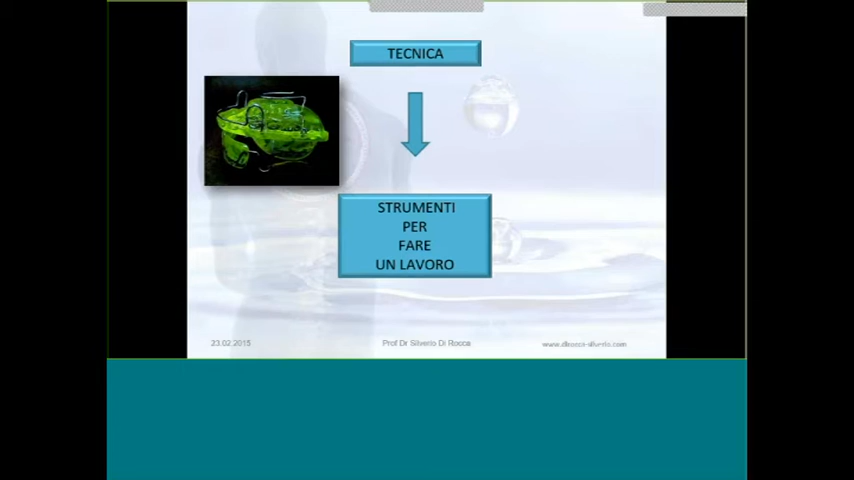 TECNICA
STRUMENTI
PER
FARE
UN LAVORO
23.02.2015
Prof Dr Silverio Di Rocca